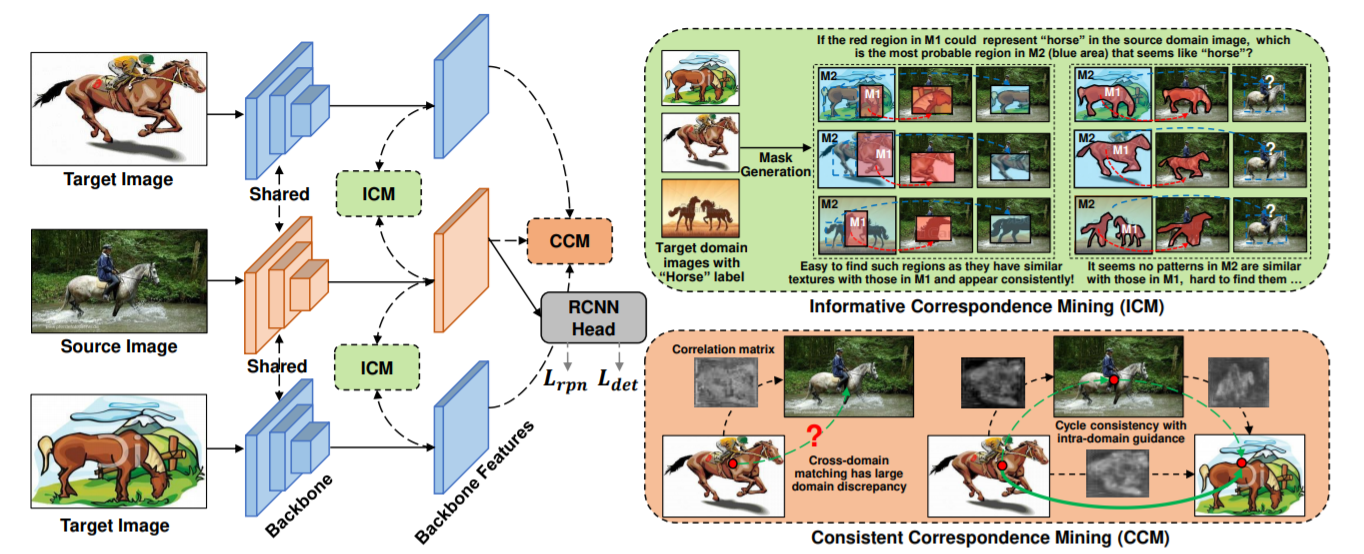 Target Image
Shared
Source Image
Shared
Target Image
Backbone
Backbone Features
ICM
ICM
CCM
RCNN
Head
L_rpn L_det
If the red region in M1 could represent “horse” in the source domain image, which
is the most probable region in M2 (blue area) that seems like “horse”?
Target domain
images with
“Horse” label
Mask
Generation
M2
M1
M2
M1
M2
M1
M2
M1
?
M2
M1
?
M2
M1
?
Easy to find such regions as they have similar
textures with those in M1 and appear consistently!
It seems no patterns in M2 are similar
with those in M1, hard to find them ...
Informative Correspondence Mining (ICM)
Correlation matrix
?
Cross-domain
matching has large
domain discrepancy
Cycle consistency with
intra-domain guidance
Di
Consistent Correspondence Mining (CCM)